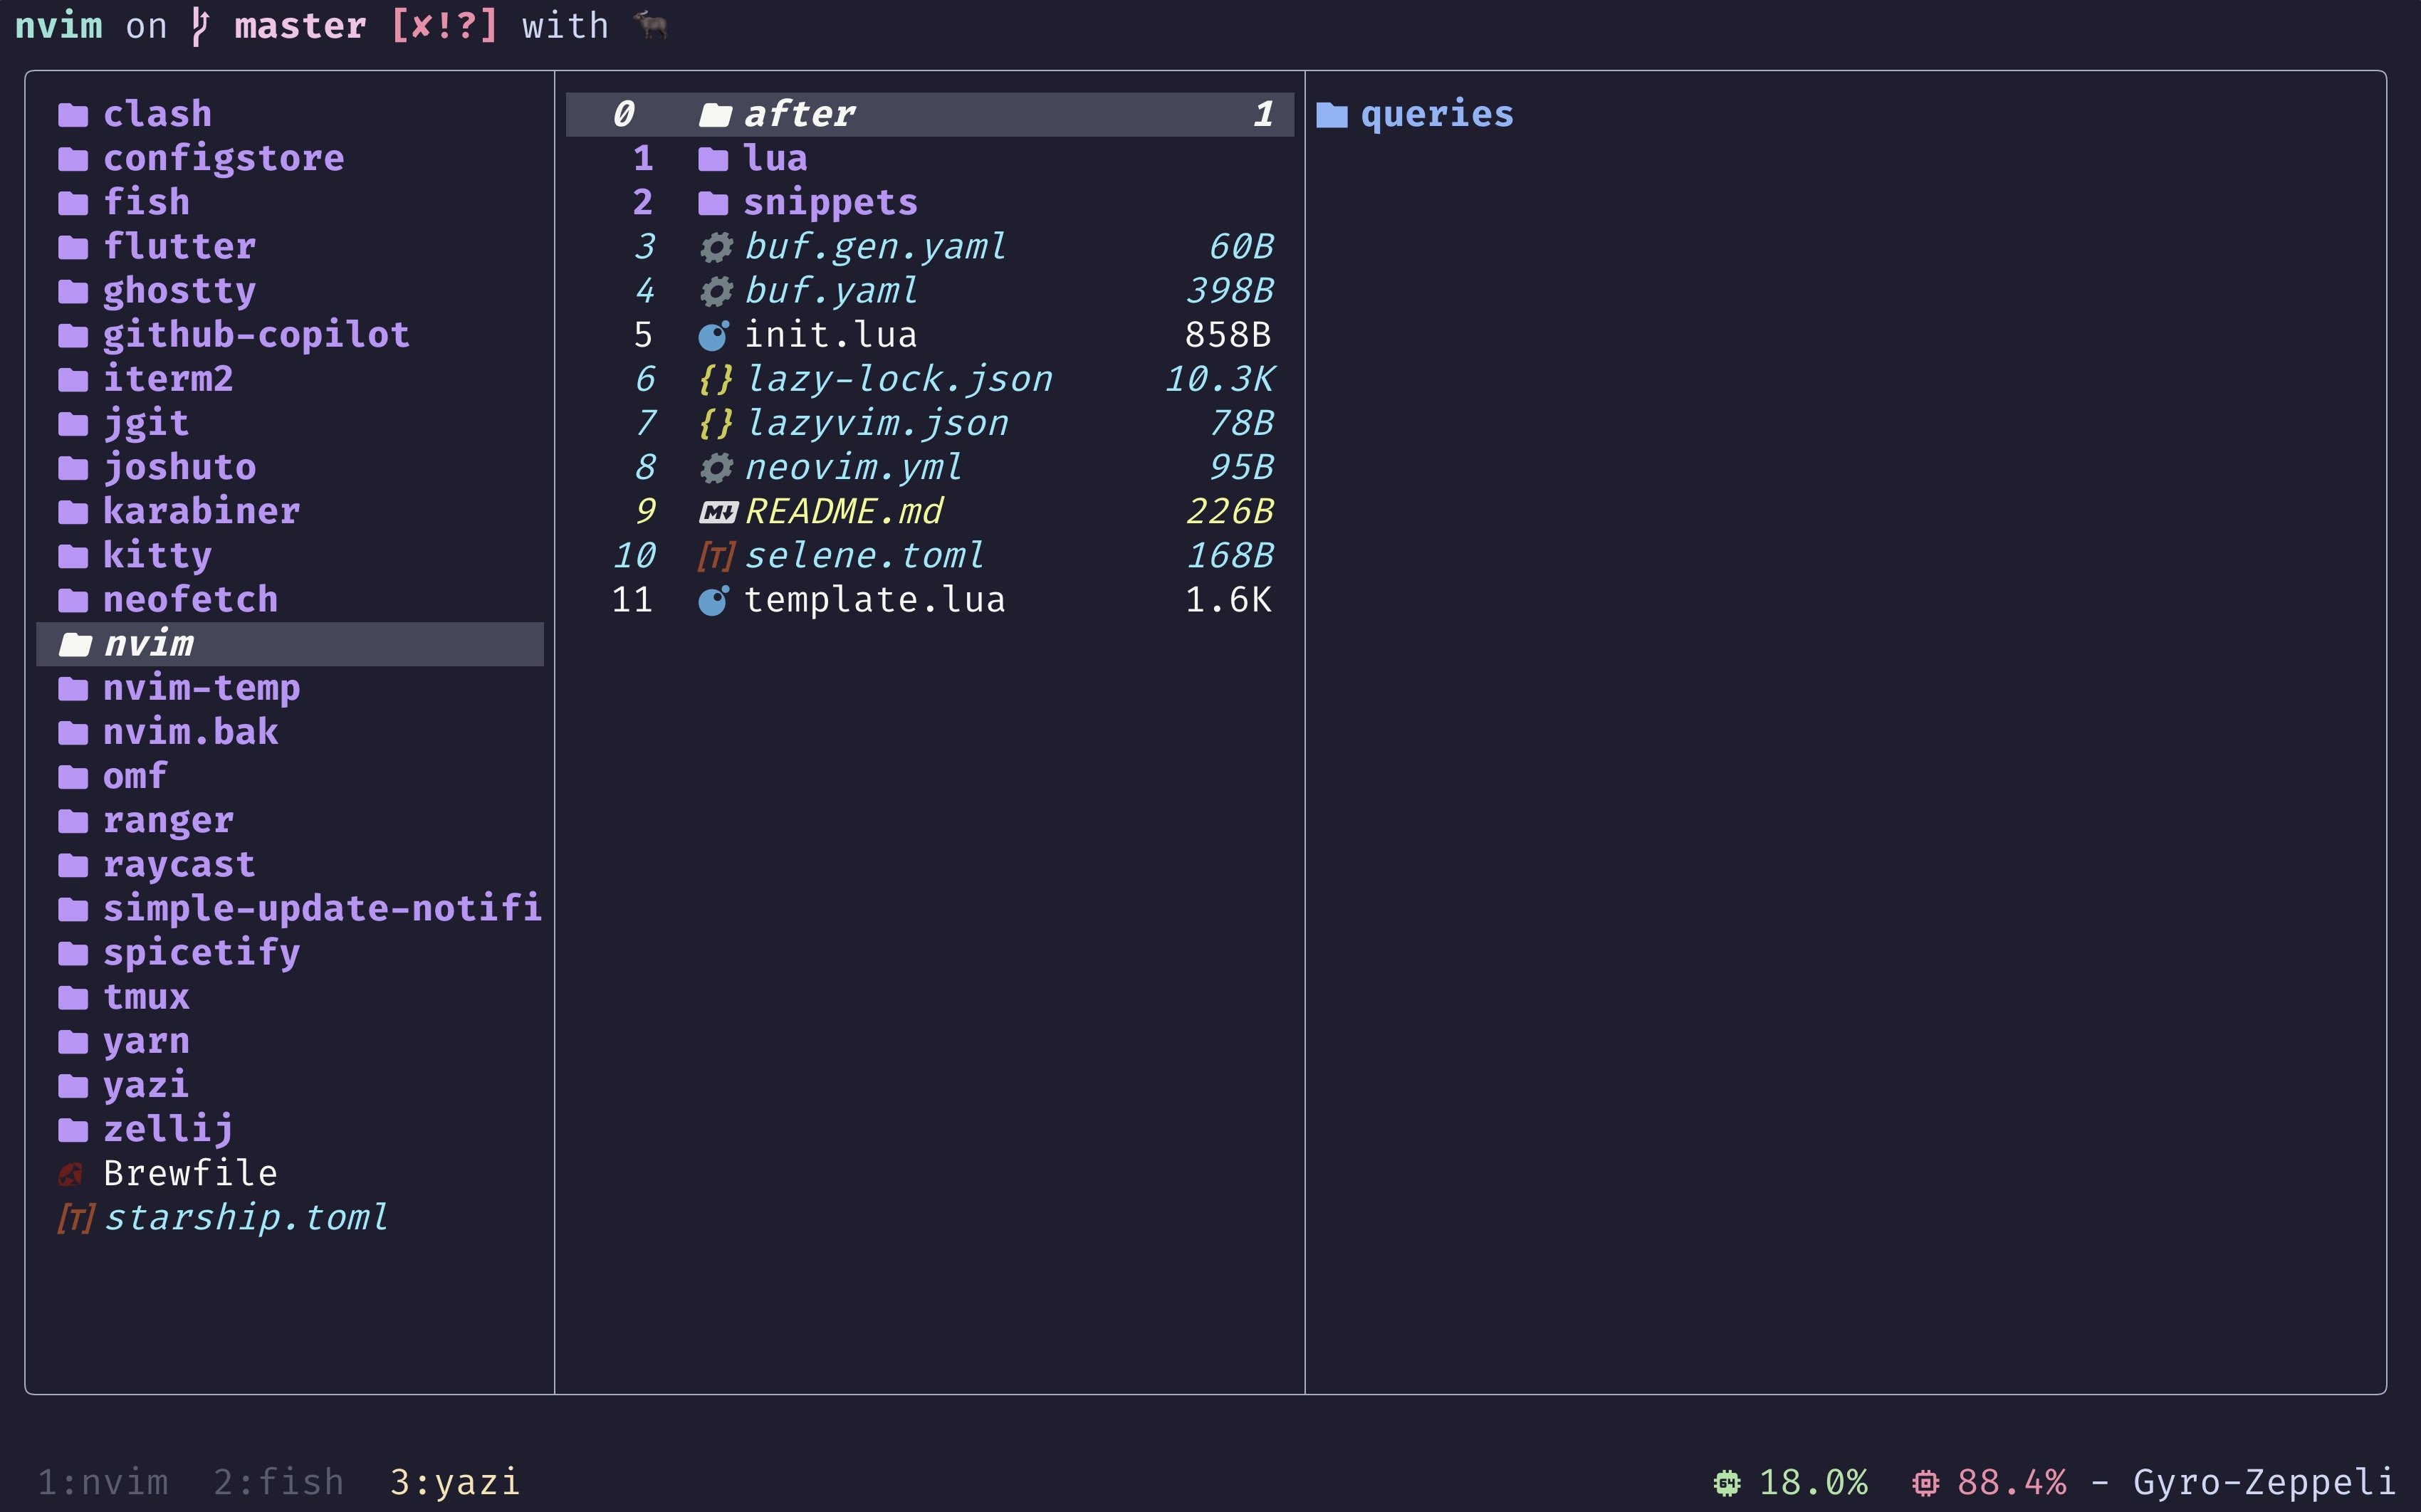 nvim on master [✘!?] with 🐃
clash
configstore
fish
flutter
ghostty
github-copilot
iterm2
jgit
joshuto
karabiner
kitty
neofetch
nvim
nvim-temp
nvim.bak
omf
ranger
raycast
simple-update-notifi
spicetify
tmux
yarn
yazi
zellij
Brewfile
[T] starship.toml
0 after 1
1 lua
2 snippets
3 buf.gen.yaml 60B
4 buf.yaml 398B
5 init.lua 858B
6 {} lazy-lock.json 10.3K
7 {} lazyvim.json 78B
8 neovim.yml 95B
9 M↓ README.md 226B
10 [T] selene.toml 168B
11 template.lua 1.6K
queries
1:nvim 2:fish 3:yazi
64 18.0% 88.4% - Gyro-Zeppeli